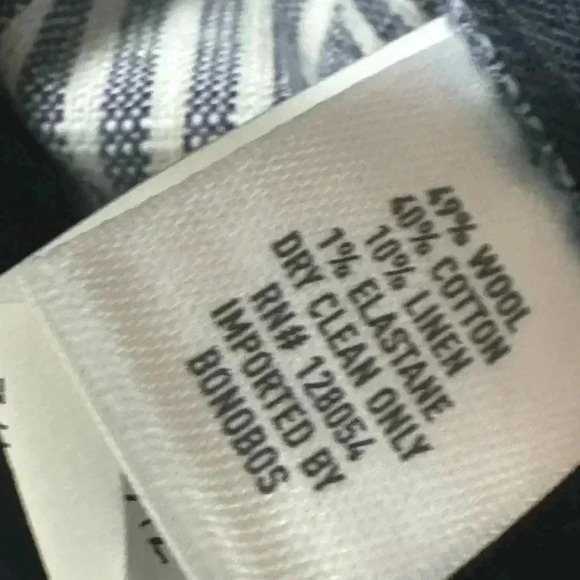 49% WOOL
40% COTTON
10% LINEN
1% ELASTANE
DRY CLEAN ONLY
RN# 128054
IMPORTED BY
BONOBOS